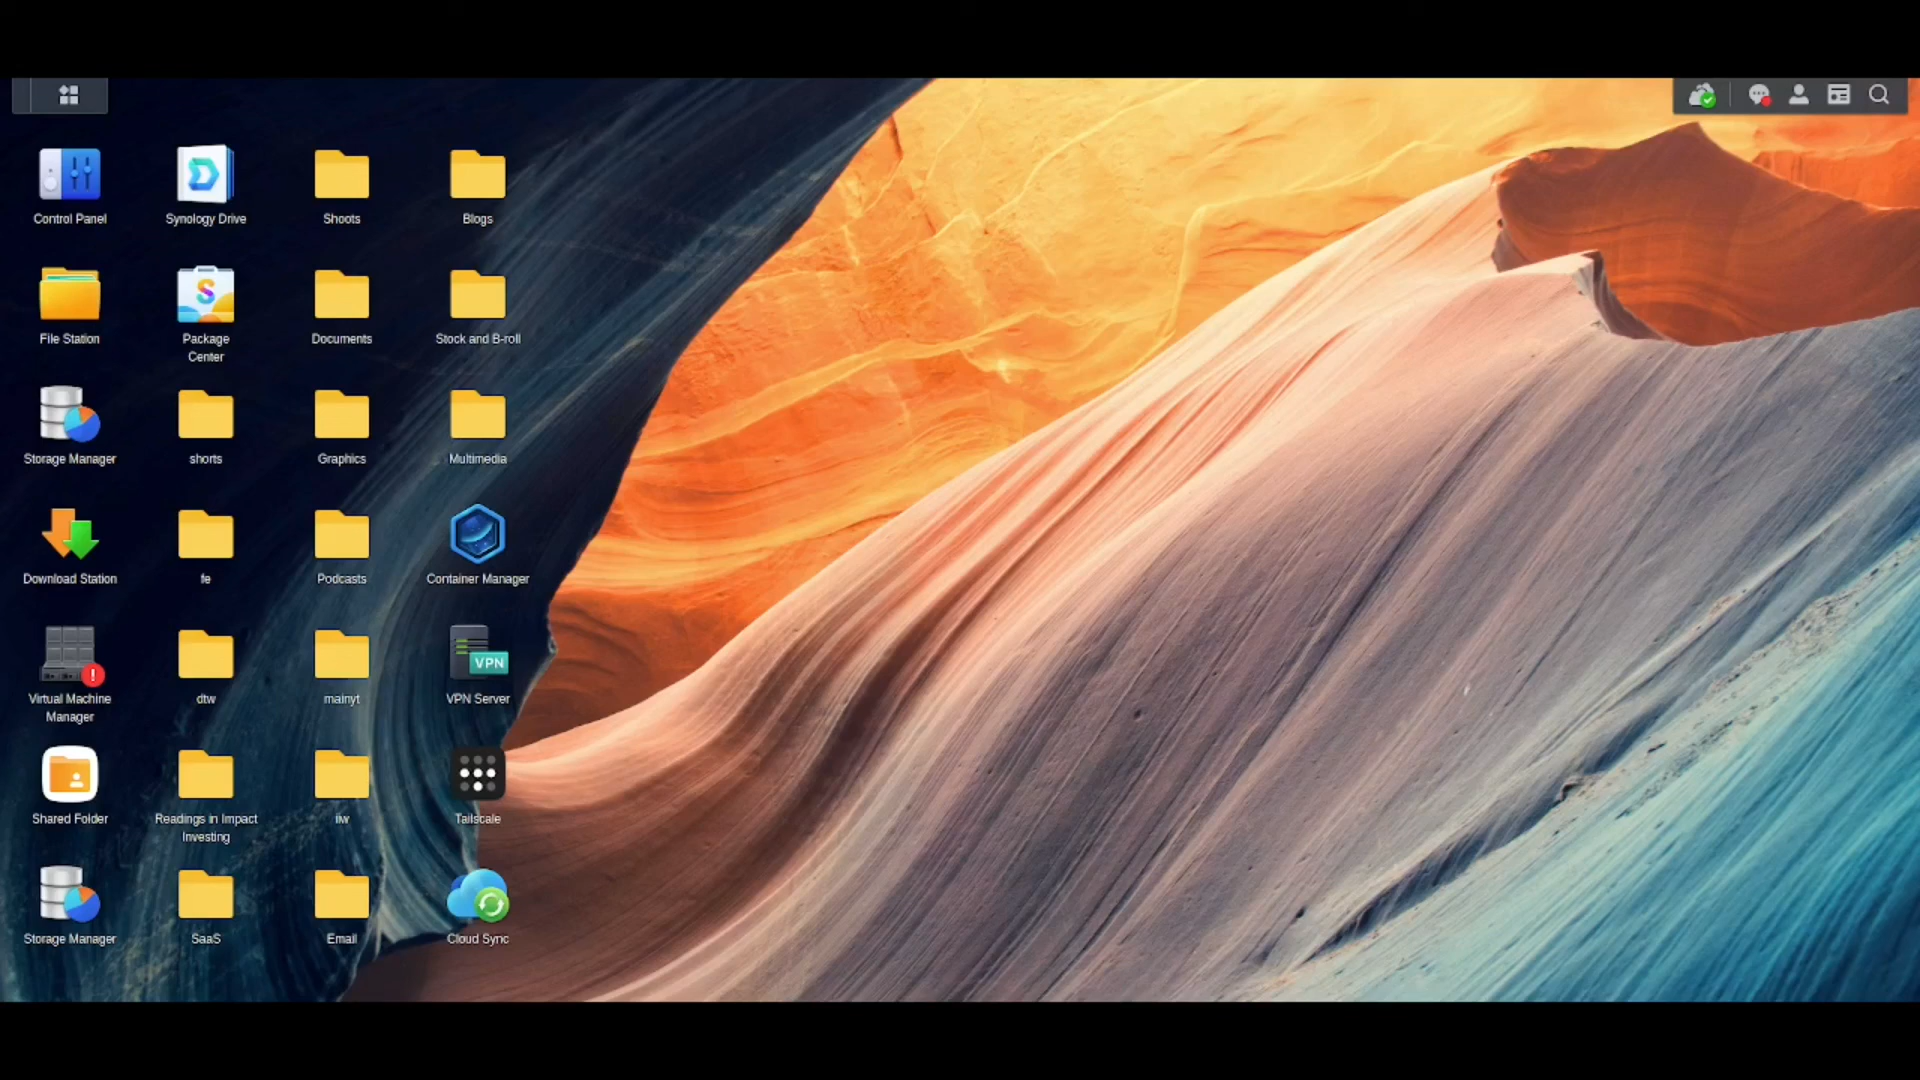 Control Panel
Synology Drive
Shoots
Blogs
File Station
Package
Center
Documents
Stock and B-roll
Storage Manager
shorts
Graphics
Multimedia
Download Station
fe
Podcasts
Container Manager
Virtual Machine
Manager
dtw
mainyt
VPN
VPN Server
Shared Folder
Readings in Impact
Investing
iiw
Tailscale
Storage Manager
SaaS
Email
Cloud Sync